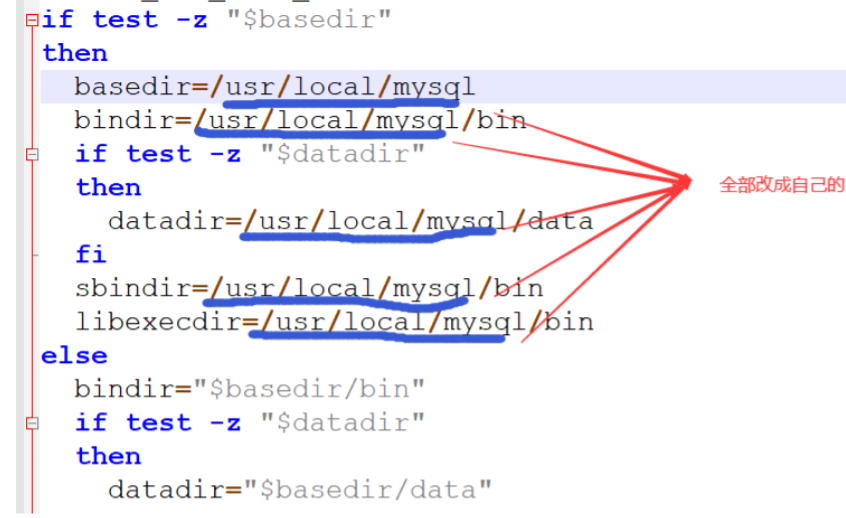 if test -z "$basedir"
then
basedir=/usr/local/mysql
bindir=/usr/local/mysql/bin
if test -z "$datadir"
then
全部改成自己的
datadir=/usr/local/mysql/data
fi
sbindir=/usr/local/mysql/bin
libexecdir=/usr/local/mysql/bin
else
bindir="$basedir/bin"
if test -z "$datadir"
then
datadir="$basedir/data"